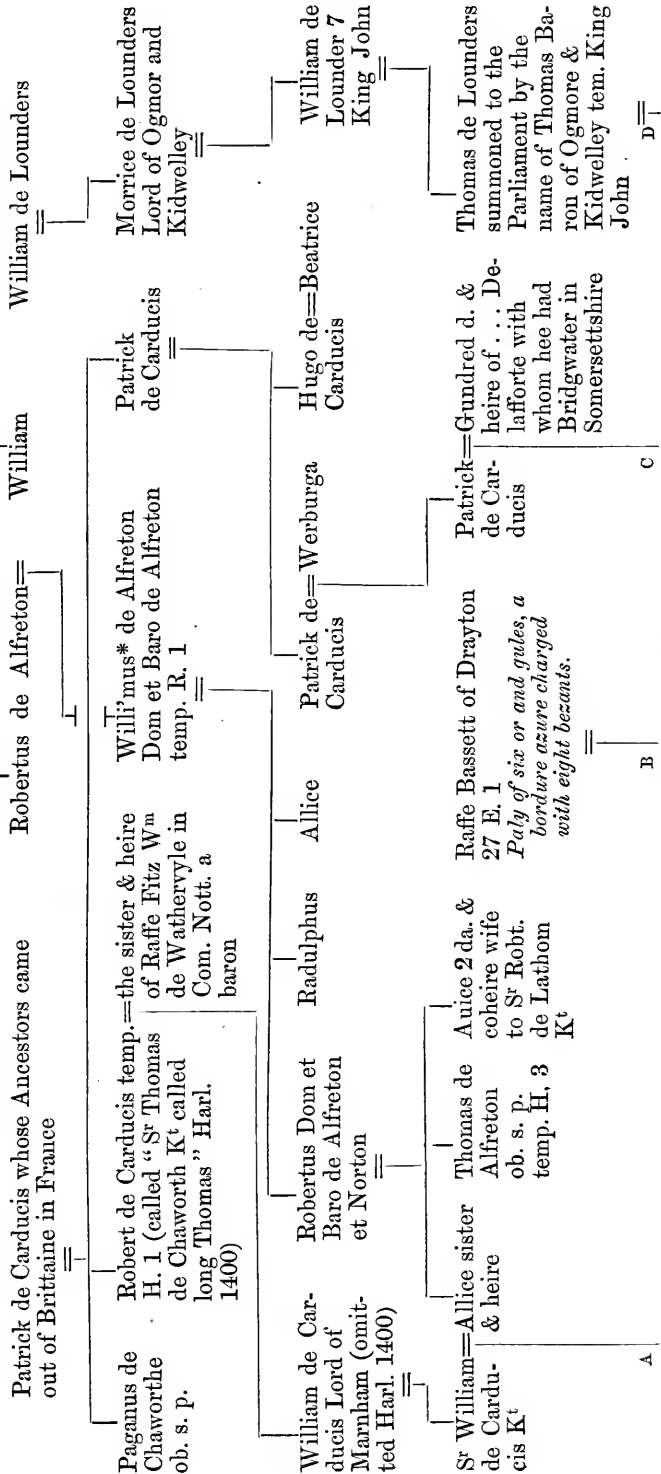 Patrick de Carducis whose Ancestors came
out of Brittaine in France
Robertus de Alfreton═
William
William de Lounders
Paganus de
Chaworthe
ob. s. p.
Robert de Carducis temp.═the sister & heire
H. 1 (called “Sʳ Thomas
de Chaworth Kᵗ called
long Thomas” Harl.
1400)
of Raffe Fitz Wᵐ
de Wathervyle in
Com. Nott. a
baron
Willi'mus* de Alfreton
Dom et Baro de Alfreton
temp. R. 1
Patrick
de Carducis
Morrice de Lounders
Lord of Ogmor and
Kidwelley
William de Car-
ducis Lord of
Marnham (omit-
ted Harl. 1400)
Robertus Dom et
Baro de Alfreton
et Norton
Radulphus
Allice
Patrick de═Werburga
Carducis
Hugo de═Beatrice
Carducis
William de
Lounder 7
King John
Sʳ William═Allice sister
de Cardu-
cis Kᵗ
& heire
Thomas de
Alfreton
ob. s. p.
temp. H, 3
Auice 2 da. &
coheire wife
to Sʳ Robt.
de Lathom
Kᵗ
Raffe Bassett of Drayton
27 E. 1
Paly of six or and gules, a
bordure azure charged
with eight bezants.
Patrick═Gundred d. &
de Car-
ducis
heire of . . . De-
lafforte with
whom hee had
Bridgwater in
Somersettshire
Thomas de Lounders
summoned to the
Parliament by the
name of Thomas Ba-
ron of Ogmore &
Kidwelley tem. King
John
A
B
C
D